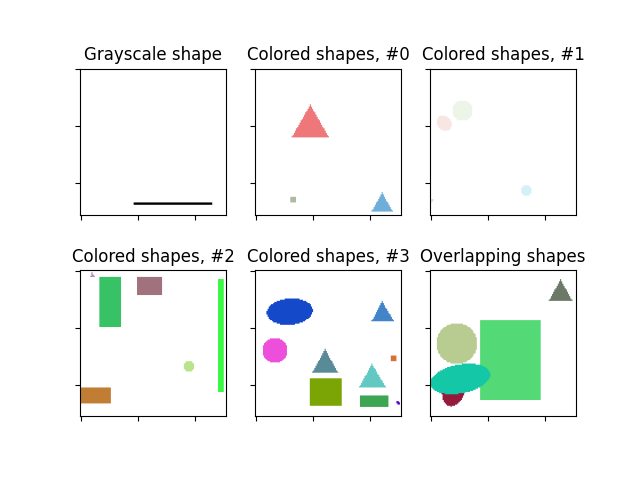 Grayscale shape
Colored shapes, #0
Colored shapes, #1
Colored shapes, #2
Colored shapes, #3
Overlapping shapes